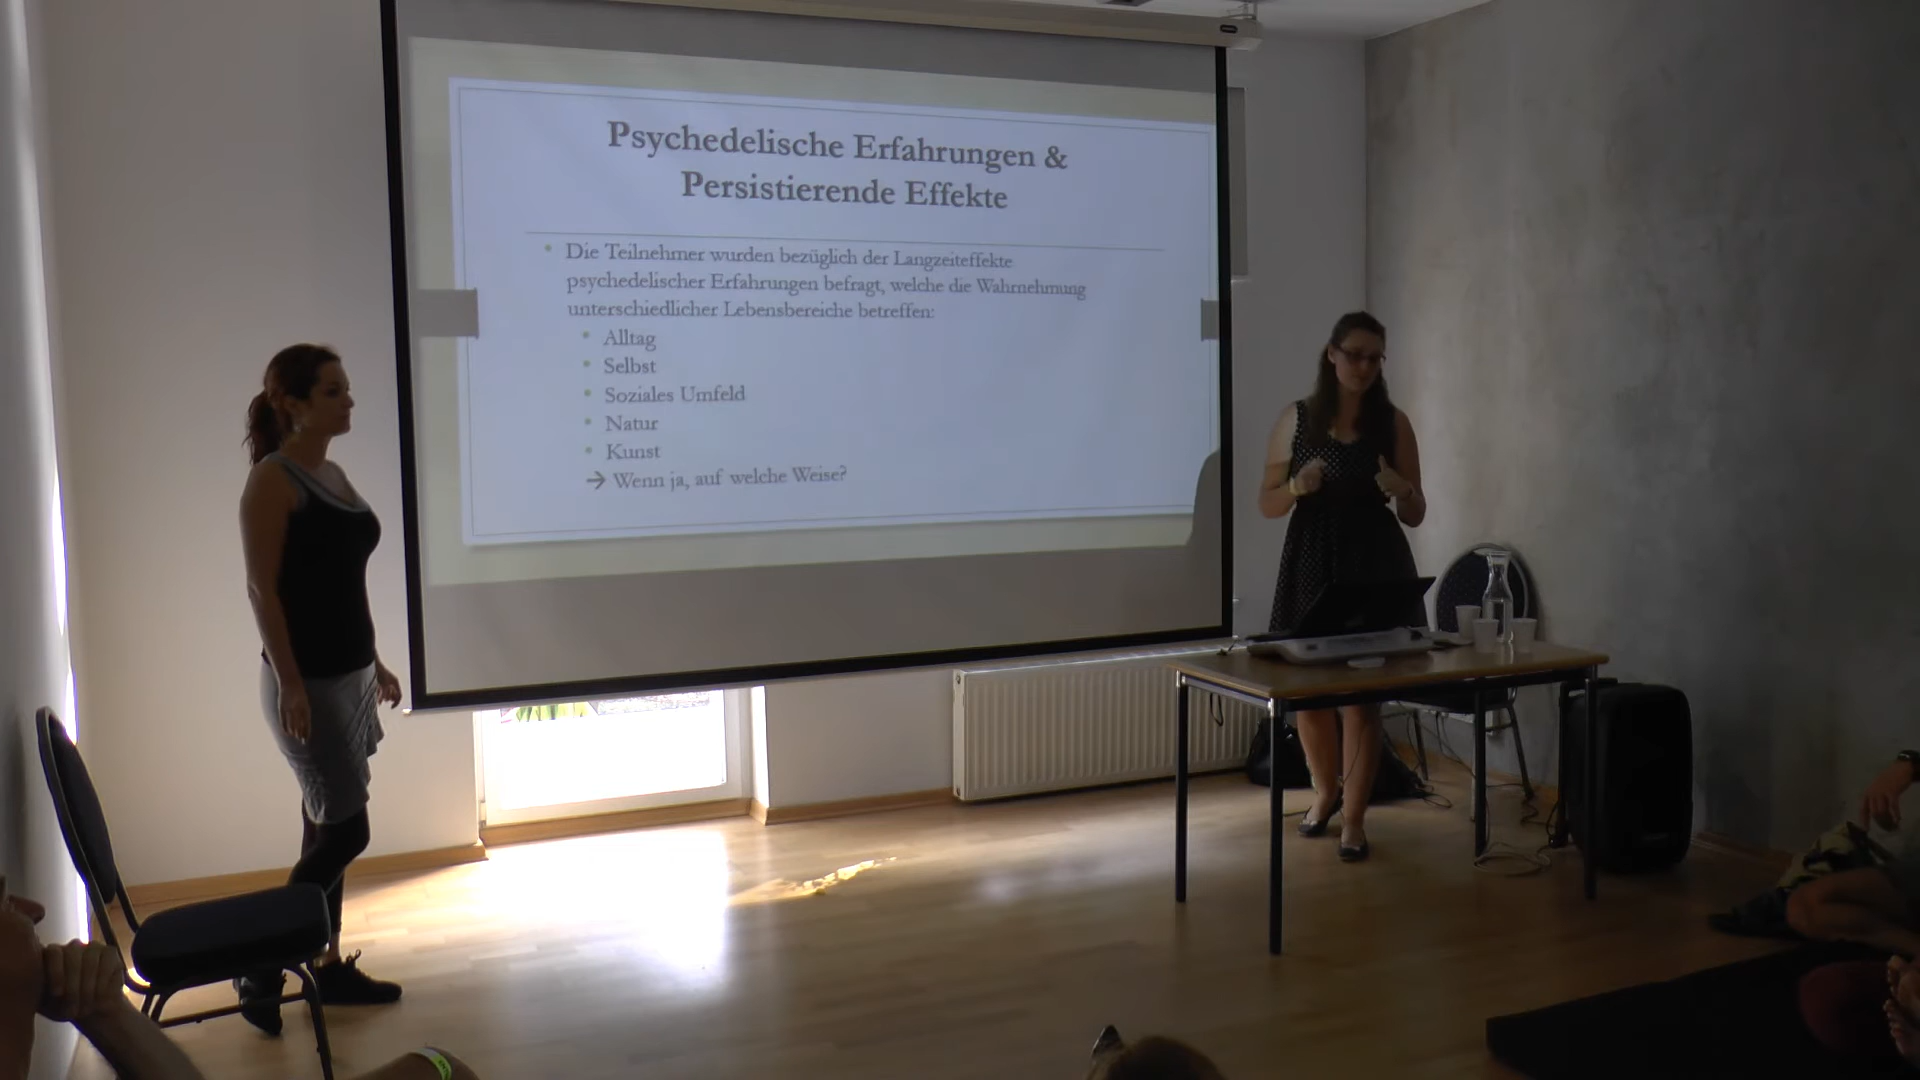 Psychedelische Erfahrungen &
Persistierende Effekte
• Die Teilnehmer wurden bezüglich der Langzeiteffekte
psychedelischer Erfahrungen befragt, welche die Wahrnehmung
unterschiedlicher Lebensbereiche betreffen:
• Alltag
• Selbst
• Soziales Umfeld
• Natur
• Kunst
→ Wenn ja, auf welche Weise?